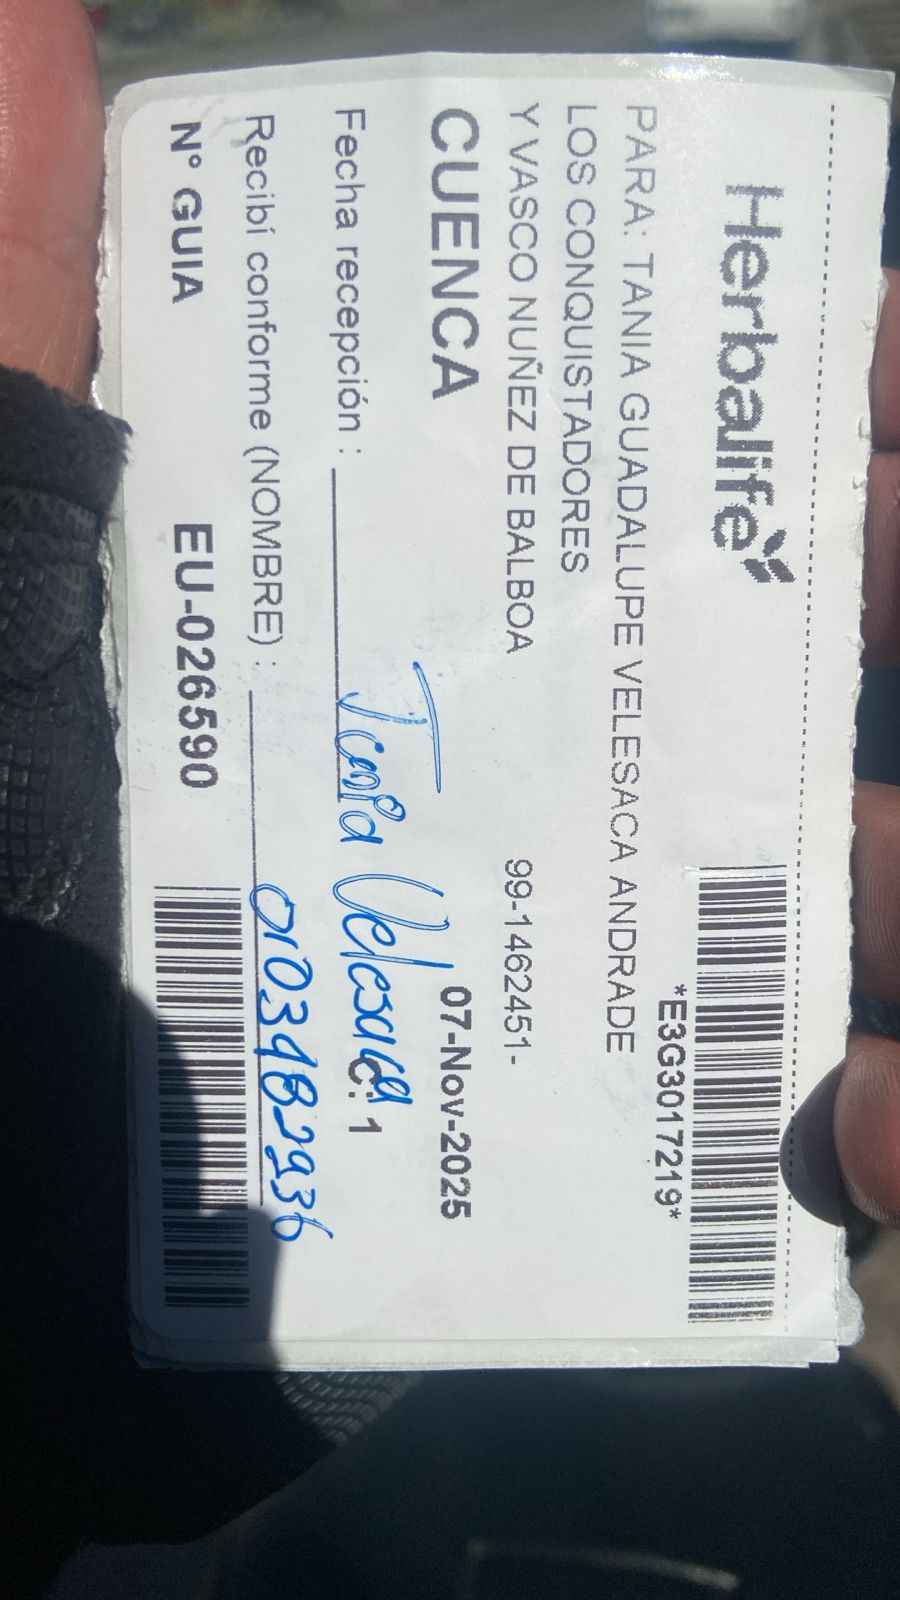 Herbalife
*E3G3017219*
PARA: TANIA GUADALUPE VELESACA ANDRADE
LOS CONQUISTADORES
Y VASCO NUÑEZ DE BALBOA 99-1462451-
CUENCA 07-Nov-2025
Fecha recepción : Tania Velesaca C: 1
Recibí conforme (NOMBRE) : 0103482936
N° GUIA EU-026590